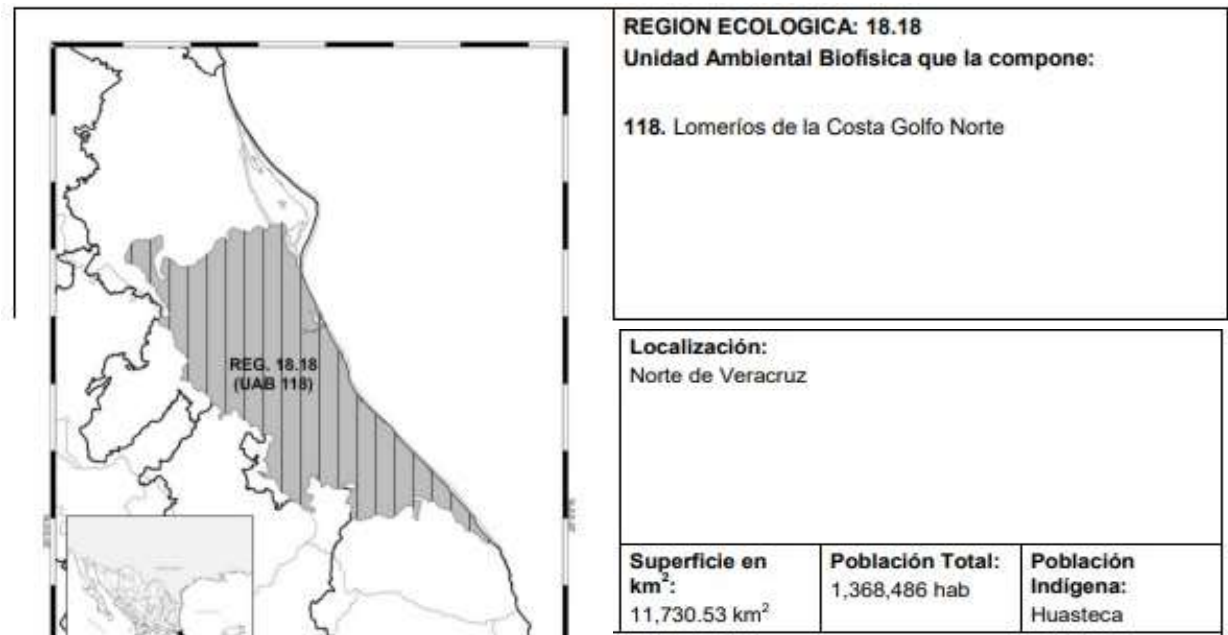 REGION ECOLOGICA: 18.18
Unidad Ambiental Biofísica que la compone:
118. Lomeríos de la Costa Golfo Norte
REG. 18.18
(UAB 118)
Localización:
Norte de Veracruz
Superficie en
km²:
11,730.53 km²
Población Total:
1,368,486 hab
Población
Indígena:
Huasteca